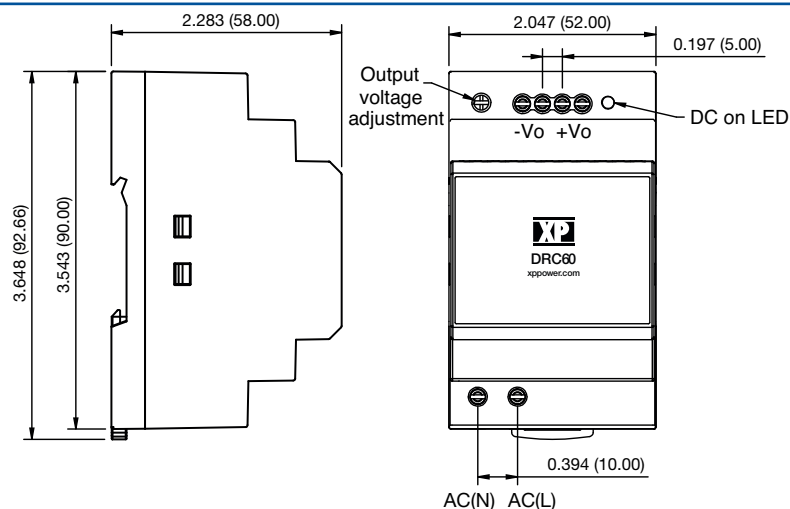 2.283 (58.00)
2.047 (52.00)
0.197 (5.00)
Output
voltage
adjustment
DC on LED
-Vo +Vo
3.648 (92.66)
3.543 (90.00)
XP
DRC60
xppower.com
0.394 (10.00)
AC(N) AC(L)